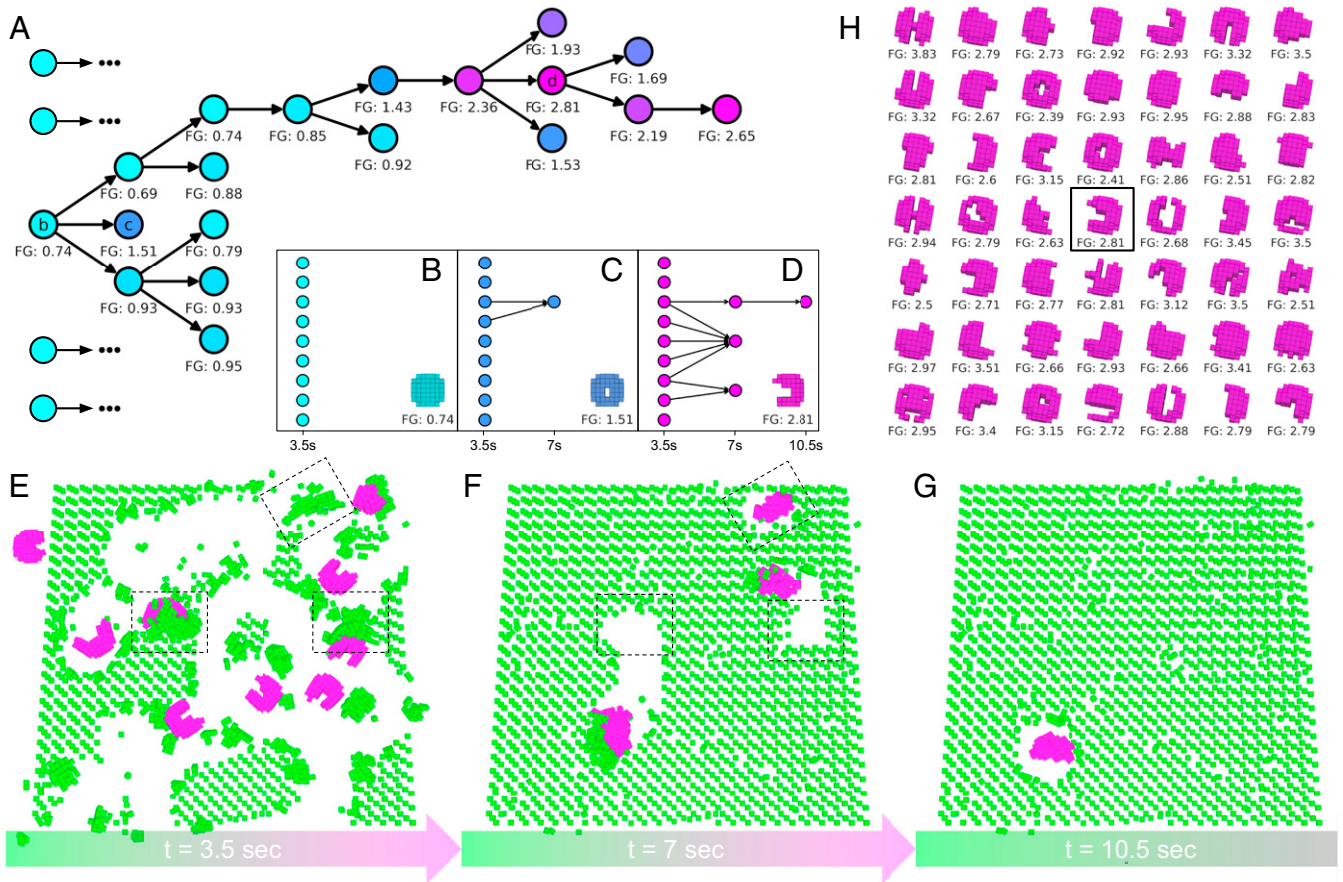 A
H
FG: 1.93
FG: 1.69
d
FG: 1.43
FG: 2.36
FG: 2.81
FG: 0.74
FG: 0.85
FG: 2.19
FG: 2.65
FG: 0.92
FG: 1.53
FG: 0.69
FG: 0.88
b
c
FG: 0.74
FG: 1.51
FG: 0.79
FG: 0.93
FG: 0.93
FG: 0.95
B
C
D
FG: 0.74
FG: 1.51
FG: 2.81
3.5s
3.5s
7s
3.5s
7s
10.5s
FG: 3.83 FG: 2.79 FG: 2.73 FG: 2.92 FG: 2.93 FG: 3.32 FG: 3.5
FG: 3.32 FG: 2.67 FG: 2.39 FG: 2.93 FG: 2.95 FG: 2.88 FG: 2.83
FG: 2.81 FG: 2.6 FG: 3.15 FG: 2.41 FG: 2.86 FG: 2.51 FG: 2.82
FG: 2.94 FG: 2.79 FG: 2.63 FG: 2.81 FG: 2.68 FG: 3.45 FG: 3.5
FG: 2.5 FG: 2.71 FG: 2.77 FG: 2.81 FG: 3.12 FG: 3.5 FG: 2.51
FG: 2.97 FG: 3.51 FG: 2.66 FG: 2.93 FG: 2.66 FG: 3.41 FG: 2.63
FG: 2.95 FG: 3.4 FG: 3.15 FG: 2.72 FG: 2.88 FG: 2.79 FG: 2.79
E
F
G
t = 3.5 sec
t = 7 sec
t = 10.5 sec